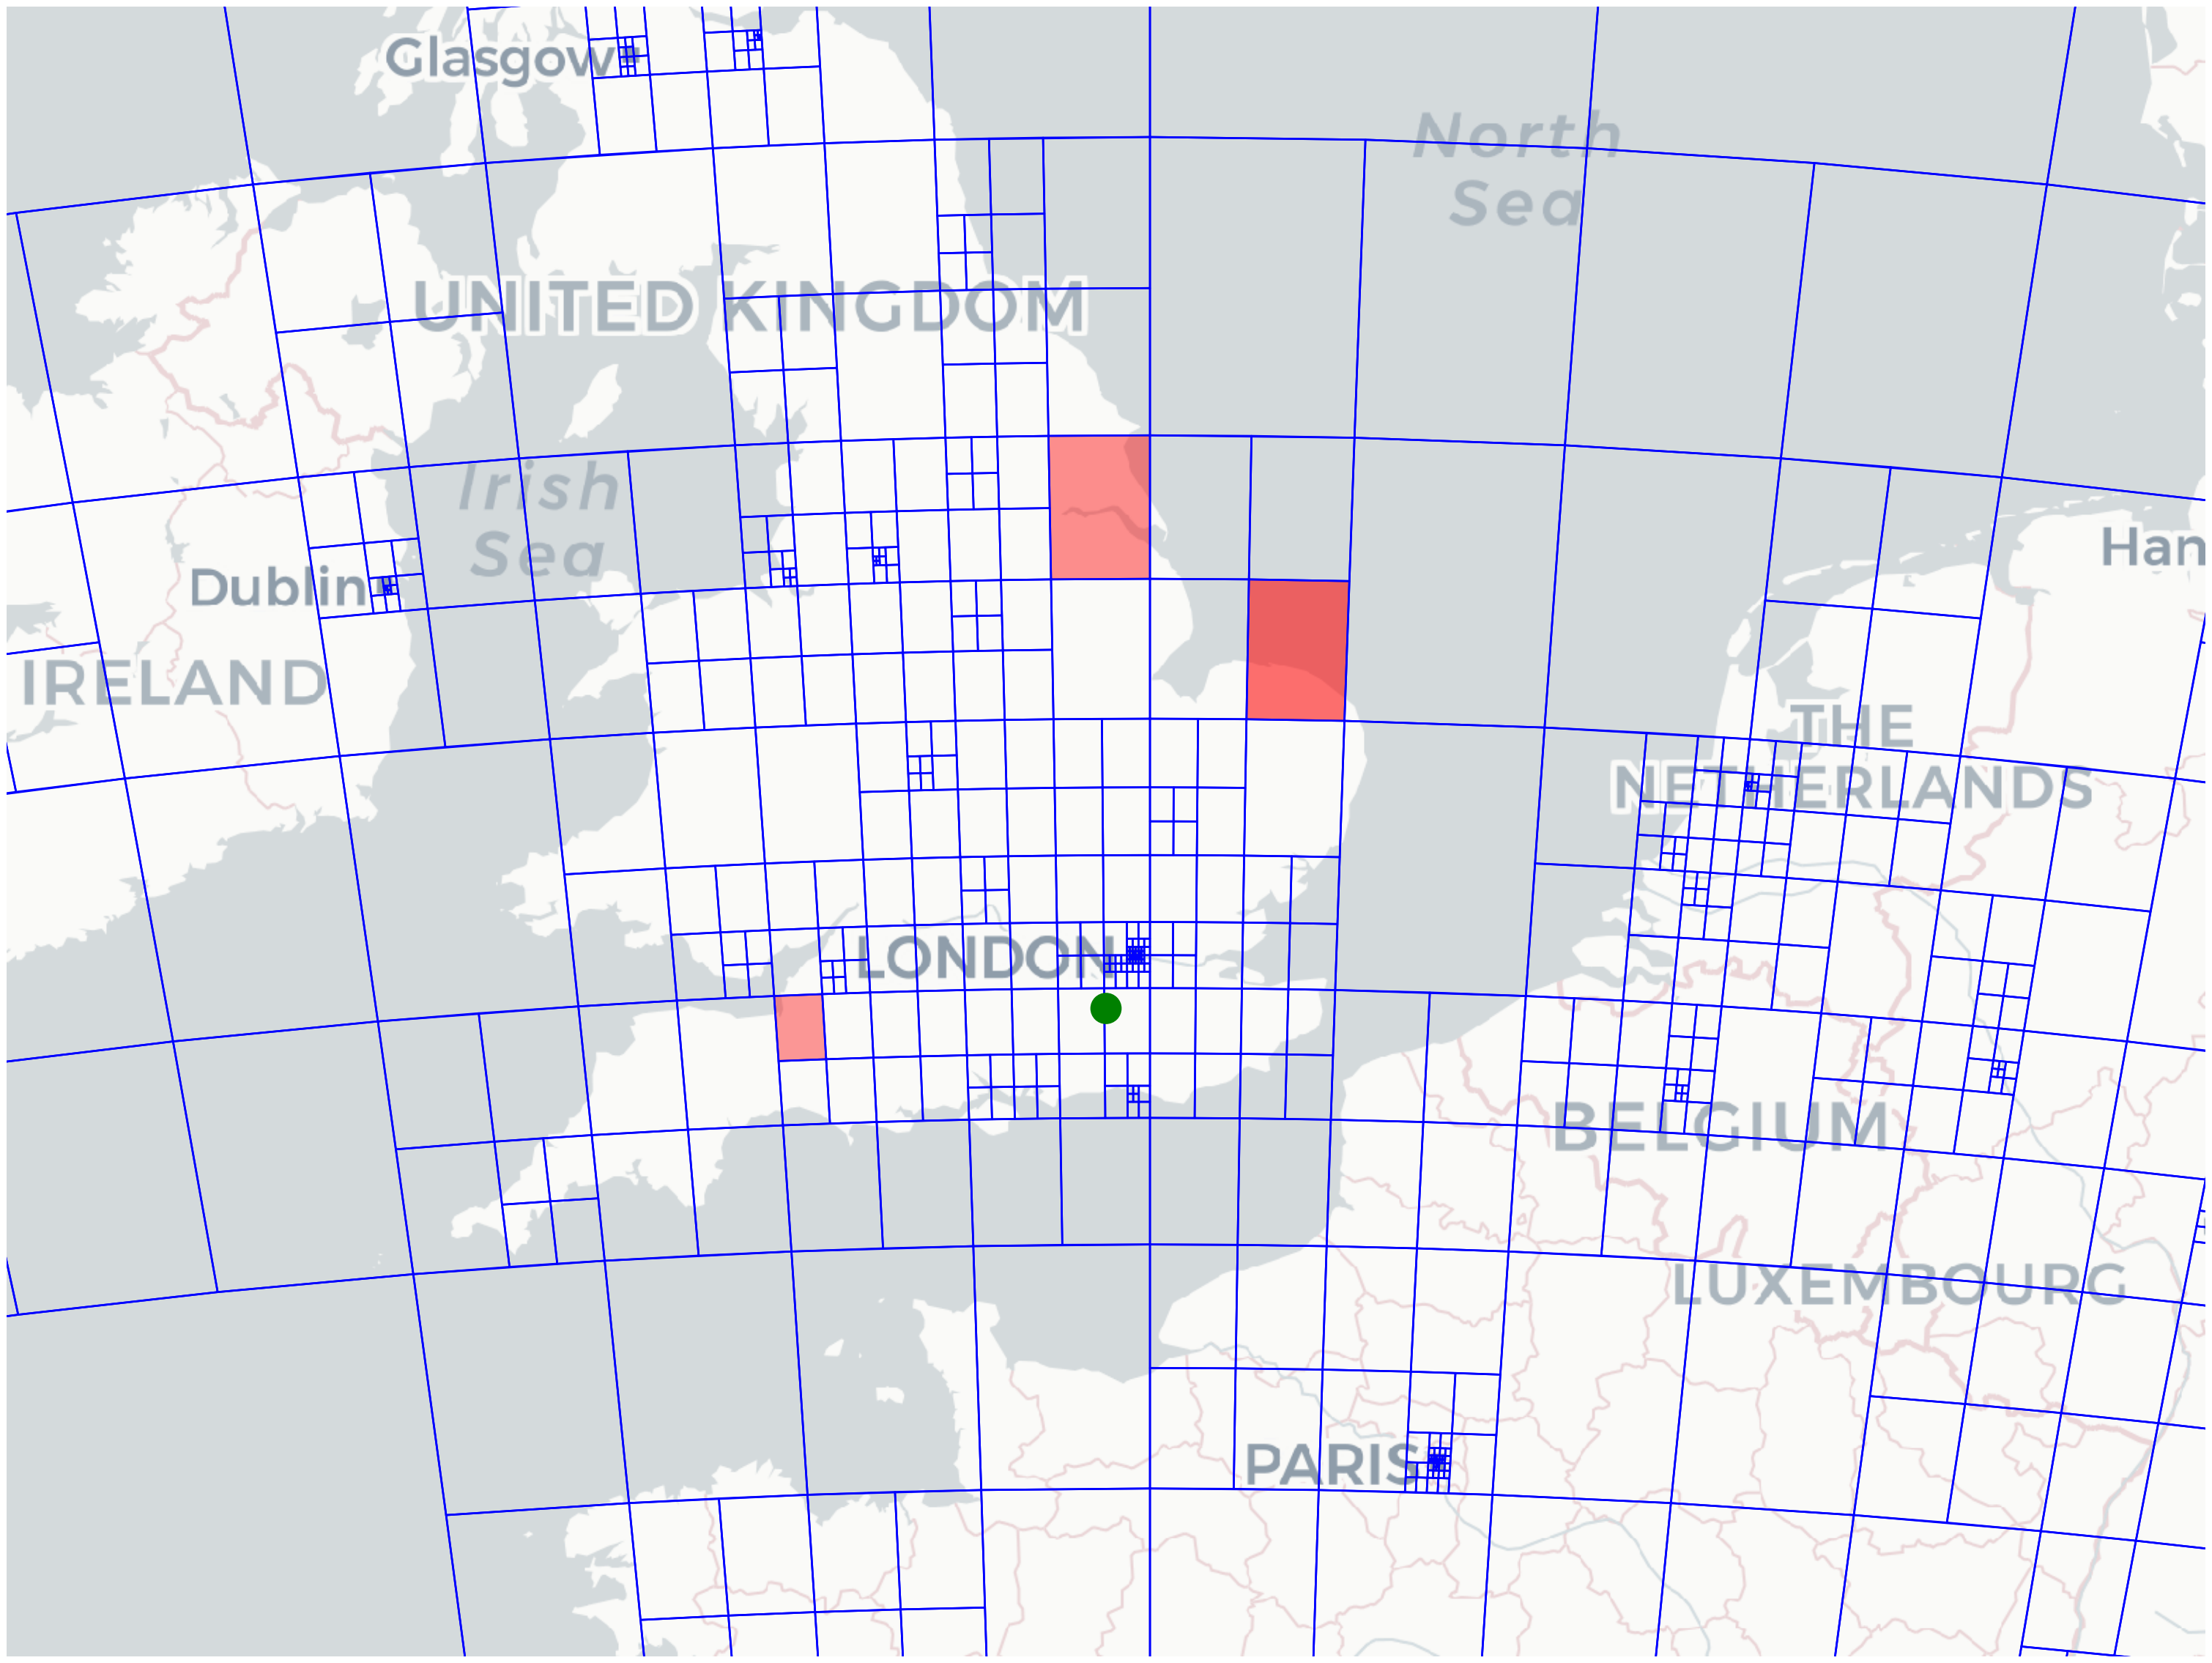 Glasgow
North
Sea
UNITED KINGDOM
Irish
Sea
Han
Dublin
IRELAND
THE
NETHERLANDS
LONDON
BELGIUM
LUXEMBOURG
PARIS